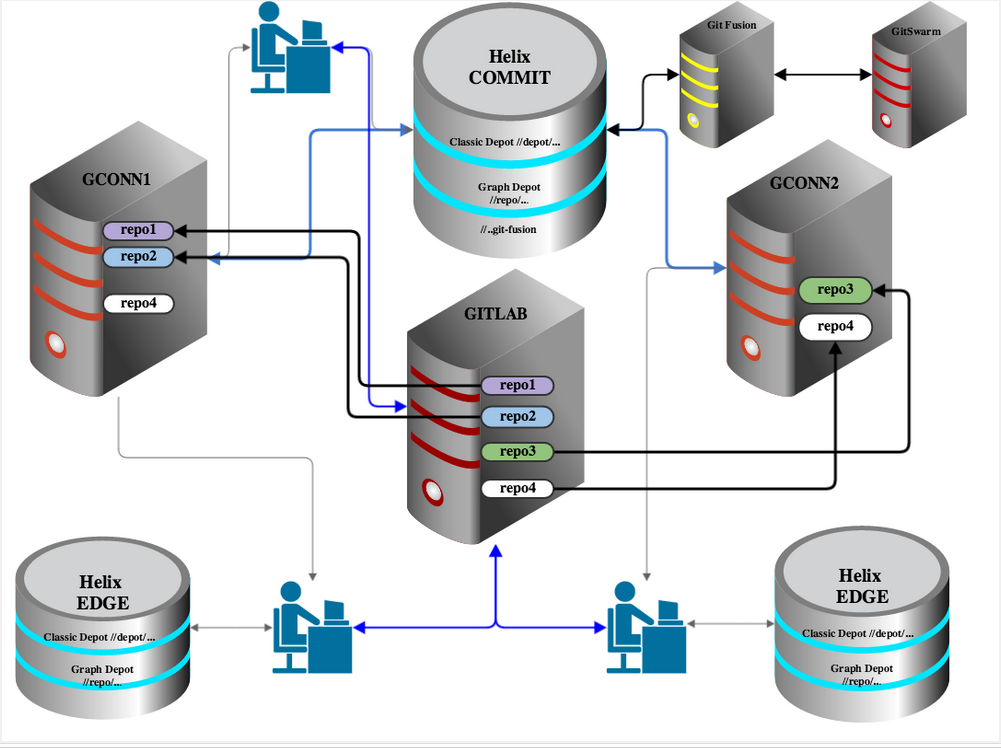 Git Fusion
GitSwarm
Helix
COMMIT
Classic Depot //depot/...
Graph Depot
//repo/...
//..git-fusion
GCONN1
repo1
repo2
repo4
GCONN2
repo3
repo4
GITLAB
repo1
repo2
repo3
repo4
Helix
EDGE
Classic Depot //depot/...
Graph Depot
//repo/...
Helix
EDGE
Classic Depot //depot/...
Graph Depot
//repo/...